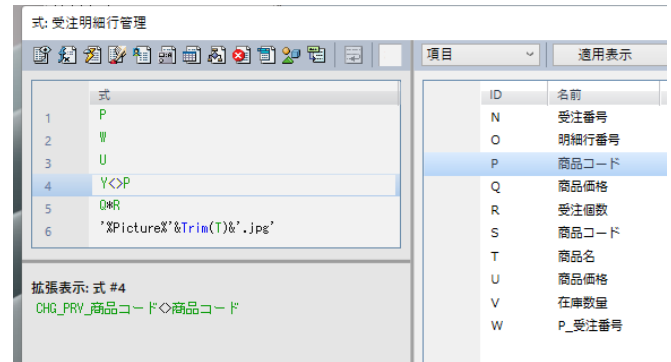 式: 受注明細行管理
項目
適用表示
式
1 P
2 W
3 U
4 Y<>P
5 Q*R
6 '%Picture%'&Trim(T)&'.jpg'
拡張表示: 式 #4
CHG_PRV_商品コード<>商品コード
ID 名前
N 受注番号
O 明細行番号
P 商品コード
Q 商品価格
R 受注個数
S 商品コード
T 商品名
U 商品価格
V 在庫数量
W P_受注番号